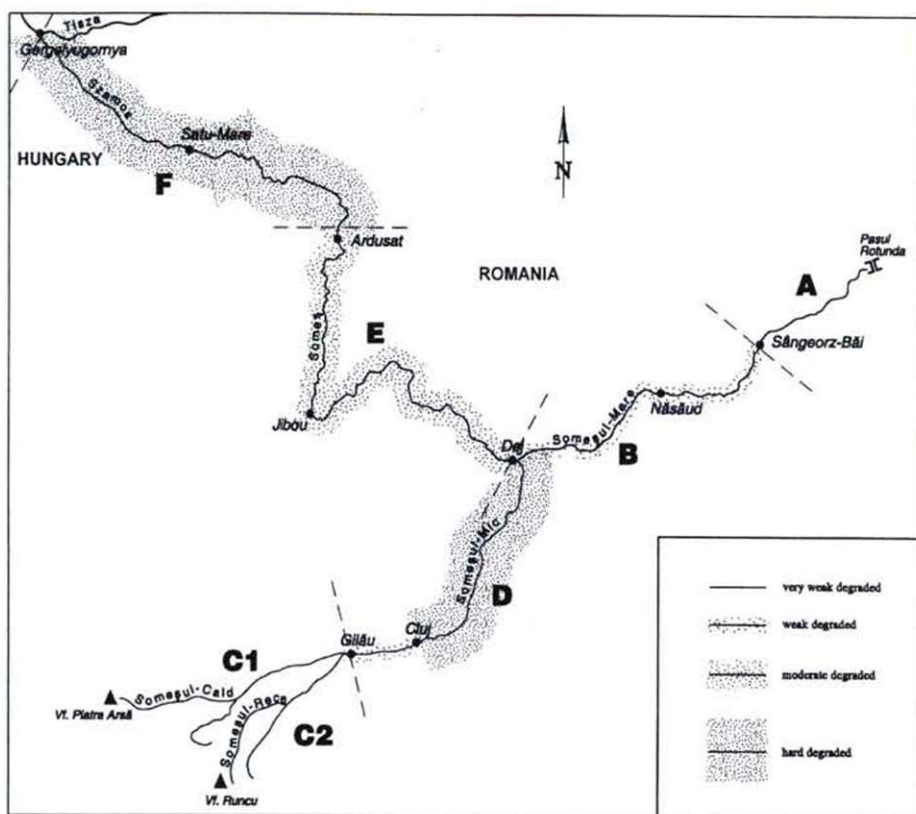 Tisza
Gergelyugornya
Szamos
Satu-Mare
HUNGARY
F
N
Ardusat
Pasul
Rotunda
ROMANIA
A
Someș
E
Sângeorz-Băi
Năsăud
Jibou
Someșul-Mare
Dej
B
Someșul-Mic
D
Cluj
Gilău
C1
Someșul-Cald
Vf. Piatra Arsă
Someșul-Rece
C2
Vf. Runcu
very weak degraded
weak degraded
moderate degraded
hard degraded